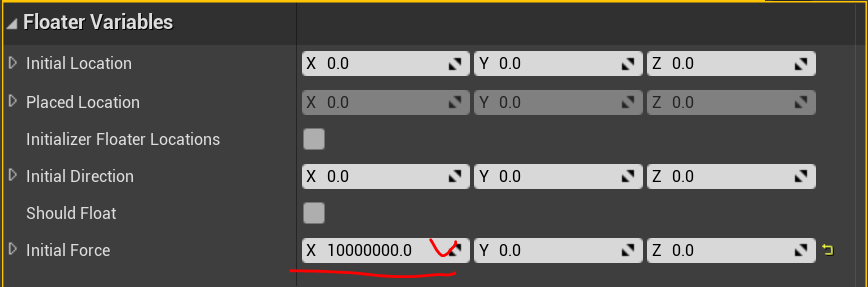 Floater Variables
Initial Location X 0.0 Y 0.0 Z 0.0
Placed Location X 0.0 Y 0.0 Z 0.0
Initializer Floater Locations
Initial Direction X 0.0 Y 0.0 Z 0.0
Should Float
Initial Force X 10000000.0 Y 0.0 Z 0.0